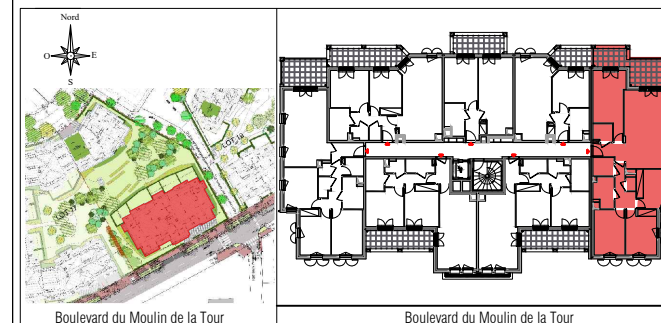 Nord
O E
S
LOT 1a
Boulevard du Moulin de la Tour
Boulevard du Moulin de la Tour